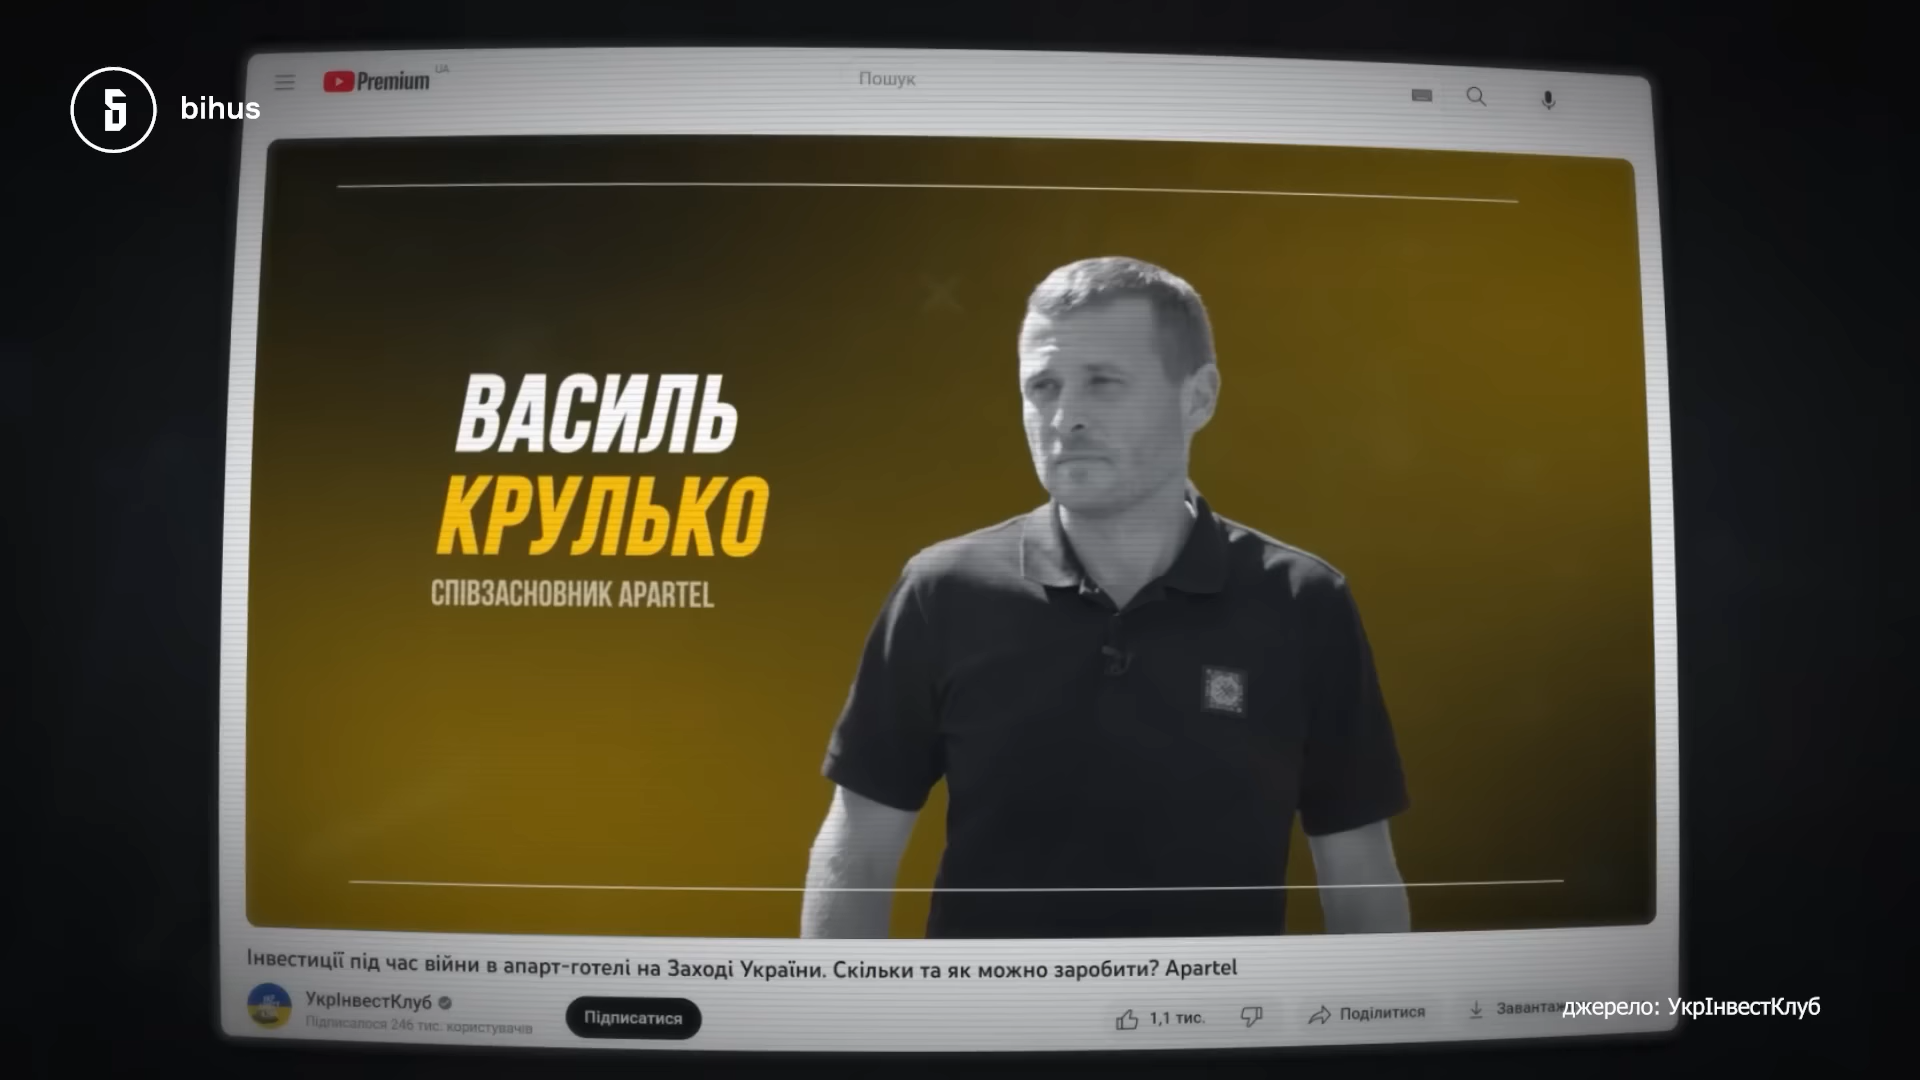 bihus
Premium UA
Пошук
ВАСИЛЬ
КРУЛЬКО
СПІВЗАСНОВНИК APARTEL
Інвестиції під час війни в апарт-готелі на Заході України. Скільки та як можно заробити? Apartel
УкрІнвестКлуб
Підписалося 246 тис. користувачів
Підписатися
1,1 тис.
Поділитися
джерело: УкрІнвестКлуб